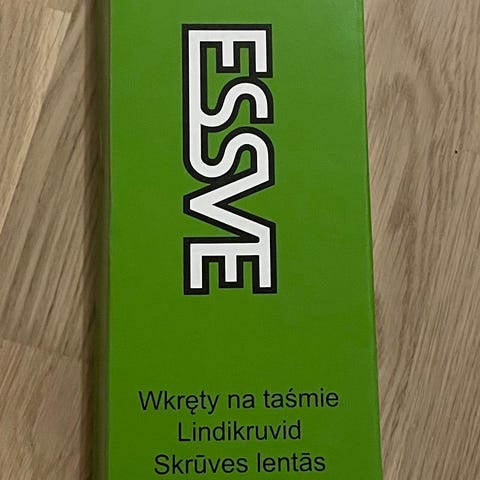 ESSVE
Wkręty na taśmie
Lindikruvid
Skrūves lentās